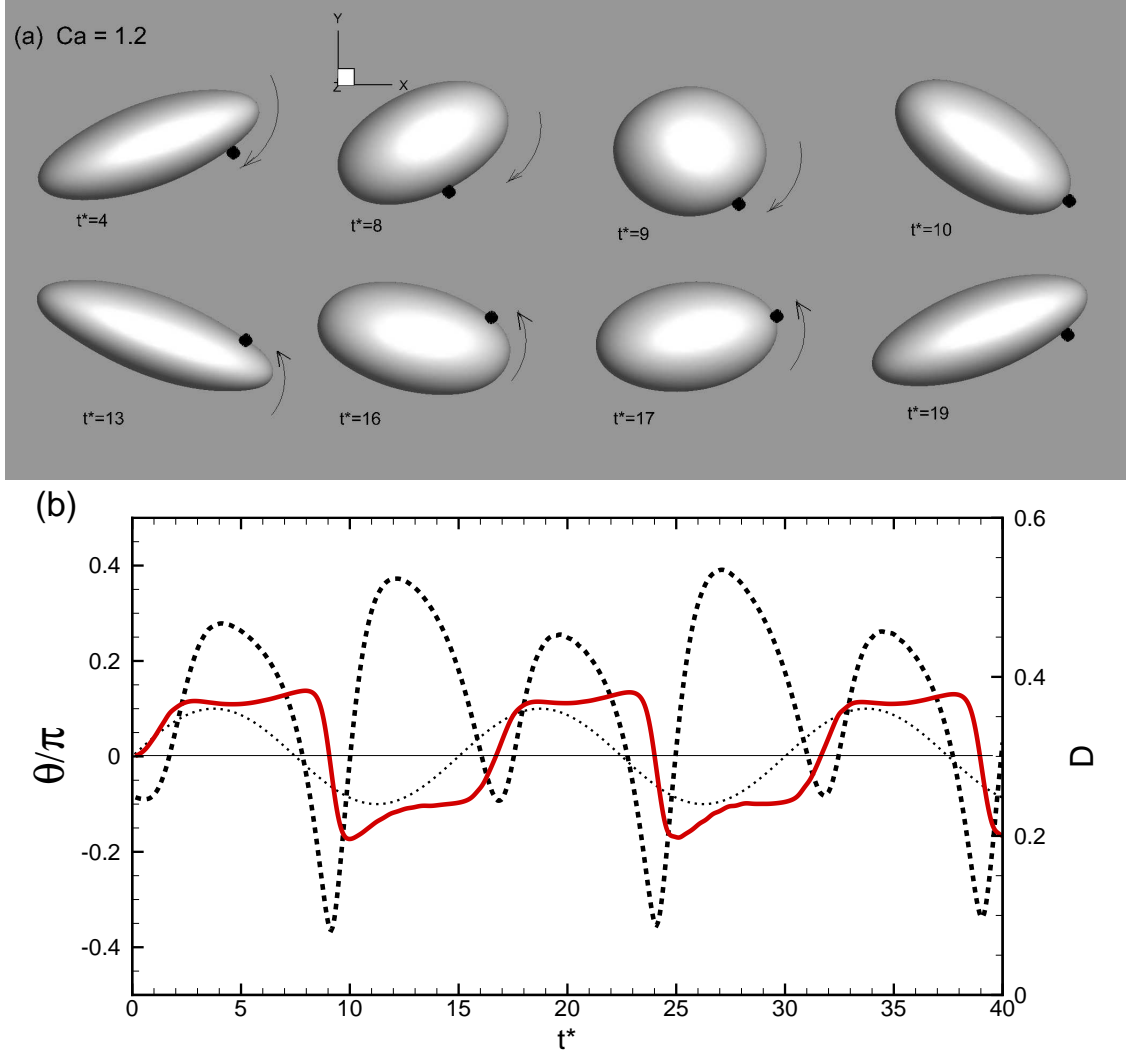 (a) Ca = 1.2
Y
Z X
t*=4
t*=8
t*=9
t*=10
t*=13
t*=16
t*=17
t*=19
(b)
0.4
0.2
0
-0.2
-0.4
θ/π
0.6
0.4
0.2
0
D
0 5 10 15 20 25 30 35 40
t*